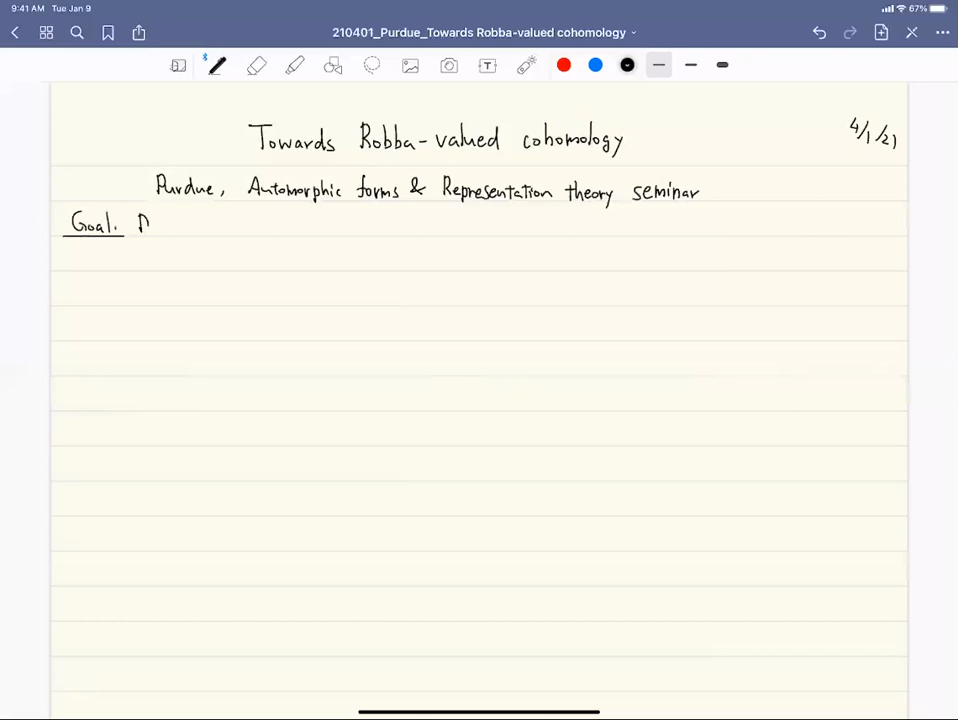 9:41 AM Tue Jan 9
67%
210401_Purdue_Towards Robba-valued cohomology
T
Towards Robba-valued cohomology
4/1/21
Purdue, Automorphic forms & Representation theory seminar
Goal.